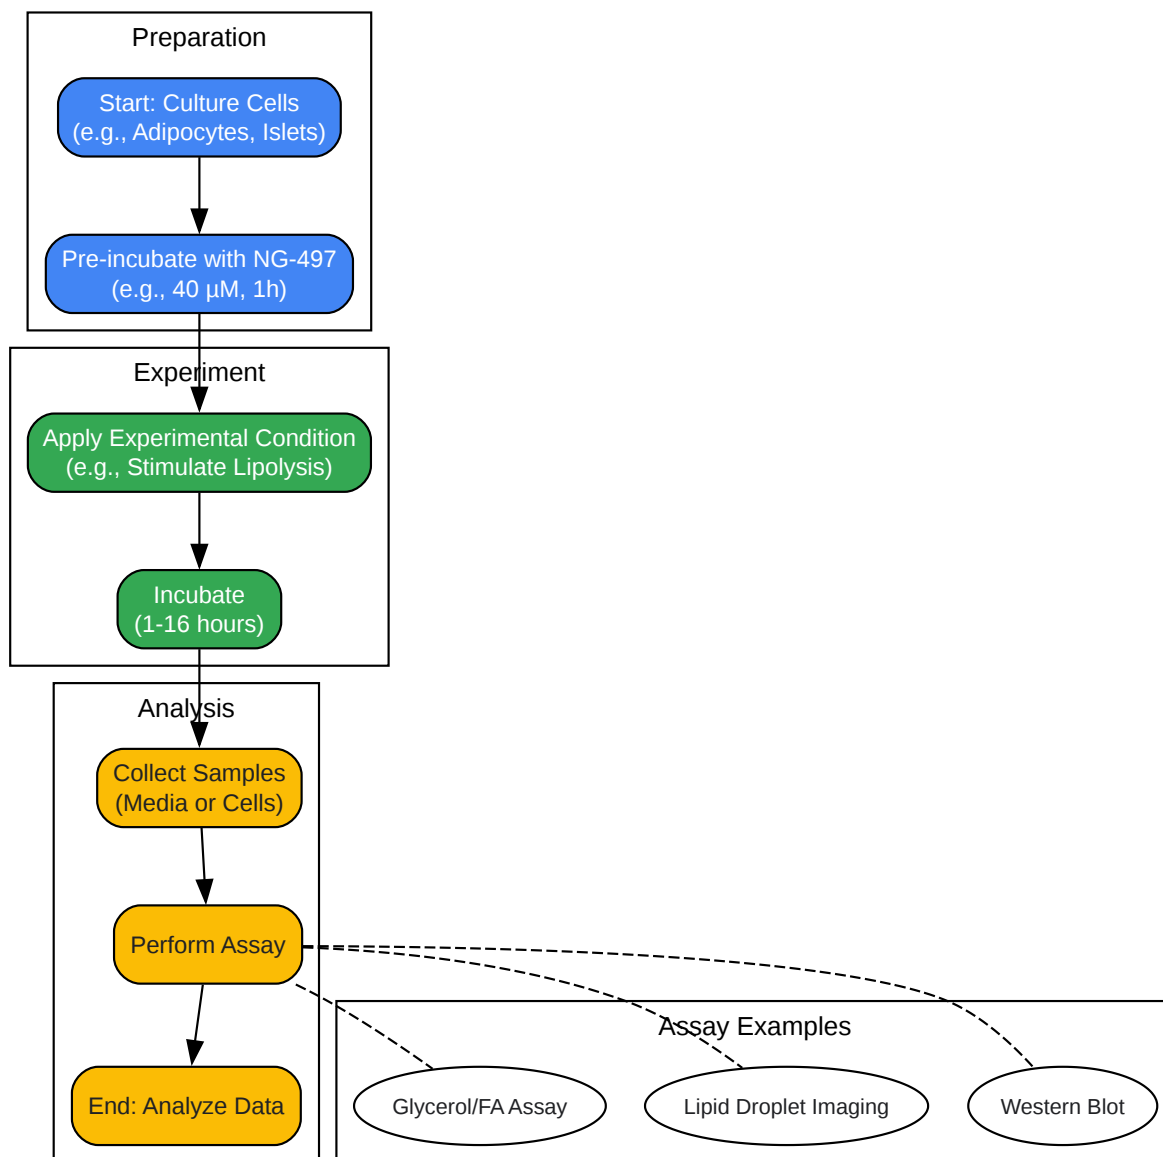 Preparation
Start: Culture Cells
(e.g., Adipocytes, Islets)
Pre-incubate with NG-497
(e.g., 40 µM, 1h)
Experiment
Apply Experimental Condition
(e.g., Stimulate Lipolysis)
Incubate
(1-16 hours)
Analysis
Collect Samples
(Media or Cells)
Perform Assay
End: Analyze Data
Assay Examples
Glycerol/FA Assay
Lipid Droplet Imaging
Western Blot